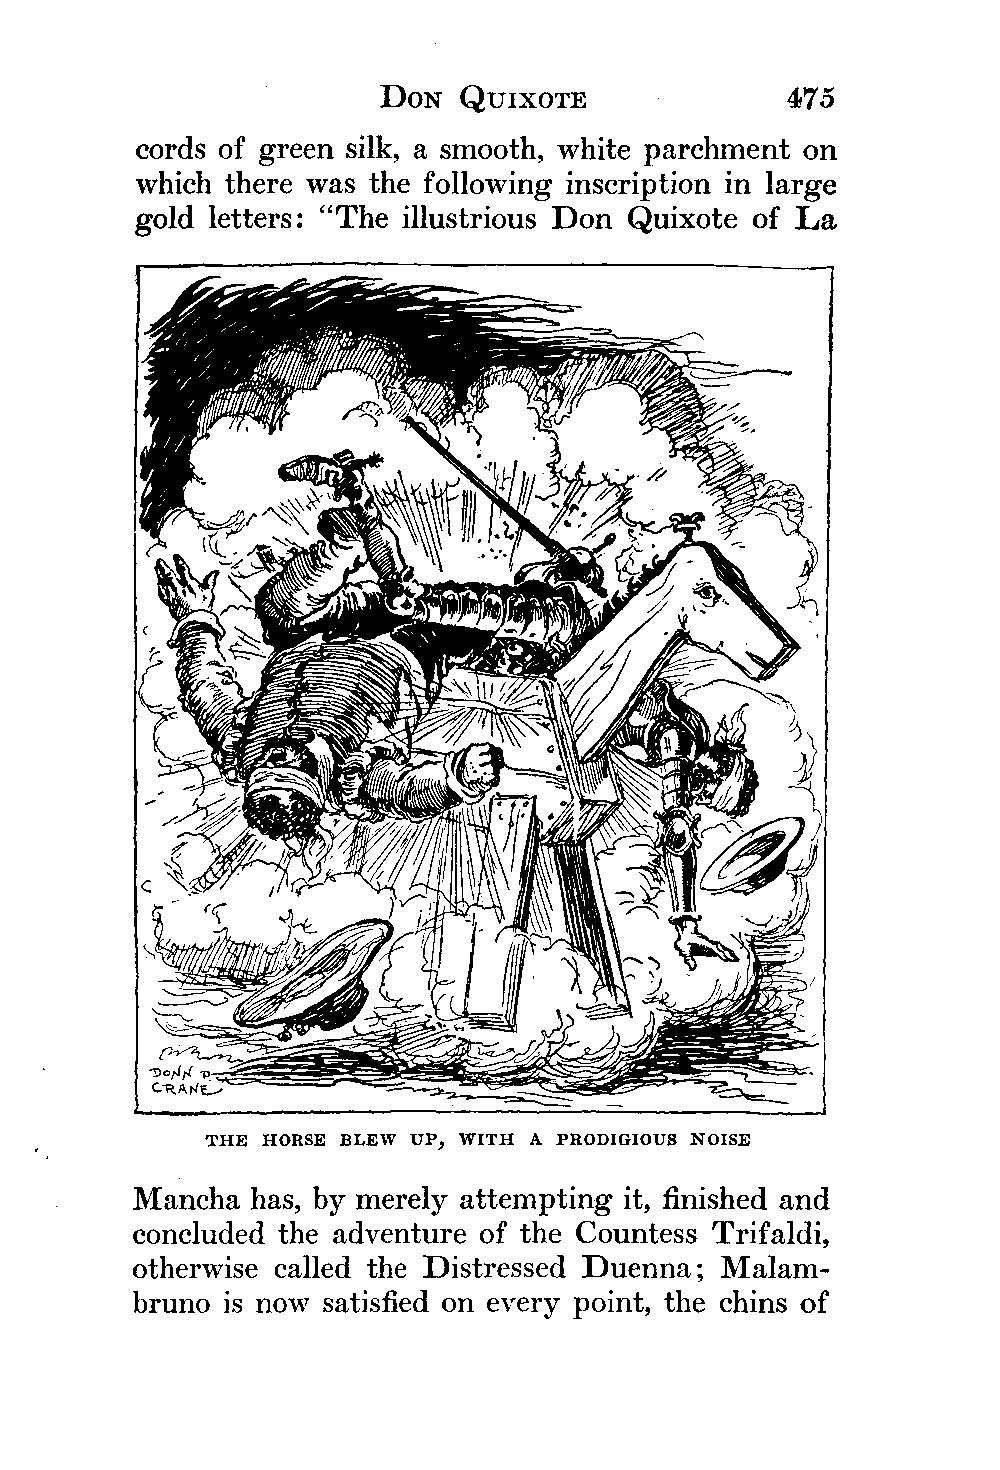 DON QUIXOTE 475
cords of green silk, a smooth, white parchment on
which there was the following inscription in large
gold letters: “The illustrious Don Quixote of La
DONN P.
CRANE
THE HORSE BLEW UP, WITH A PRODIGIOUS NOISE
Mancha has, by merely attempting it, finished and
concluded the adventure of the Countess Trifaldi,
otherwise called the Distressed Duenna; Malam-
bruno is now satisfied on every point, the chins of